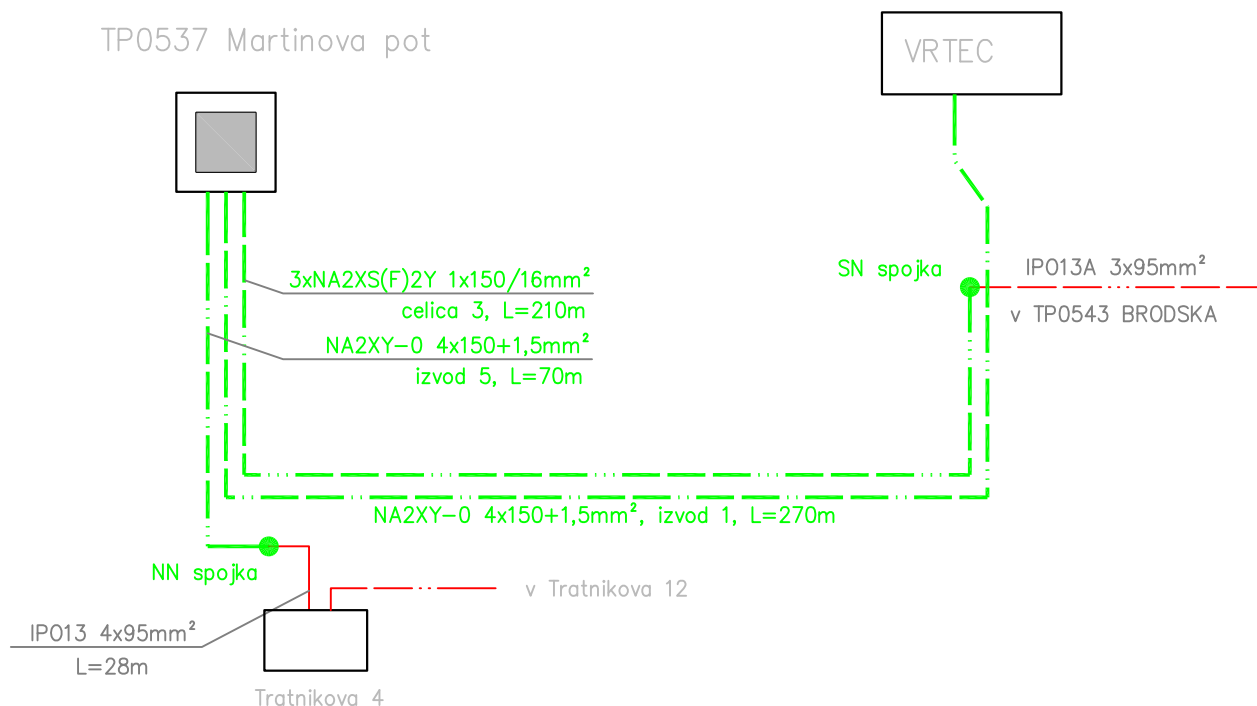 TP0537 Martinova pot
VRTEC
3xNA2XS(F)2Y 1x150/16mm²
celica 3, L=210m
NA2XY-0 4x150+1,5mm²
izvod 5, L=70m
SN spojka
IPO13A 3x95mm²
v TP0543 BRODSKA
NA2XY-0 4x150+1,5mm², izvod 1, L=270m
NN spojka
v Tratnikova 12
IPO13 4x95mm²
L=28m
Tratnikova 4